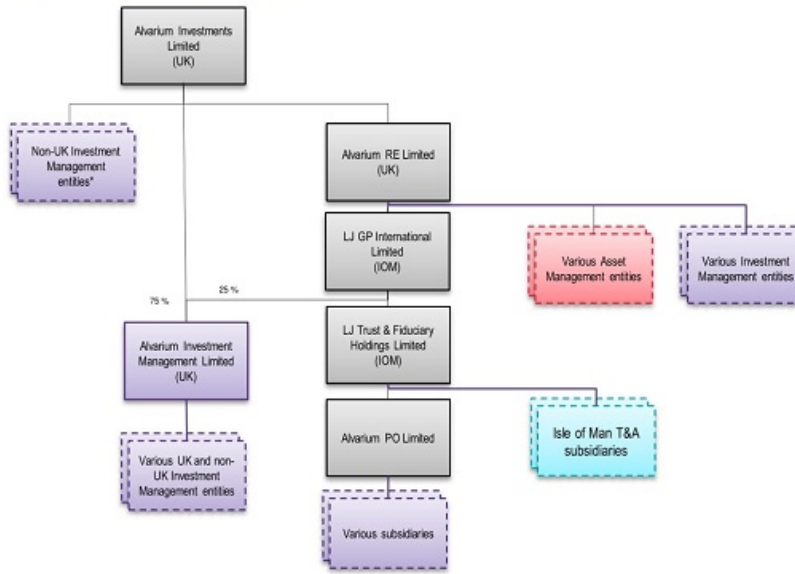 Alvarium Investments
Limited
(UK)
Non-UK Investment
Management
entities*
Alvarium RE Limited
(UK)
LJ GP International
Limited
(IOM)
Various Asset
Management entities
Various Investment
Management entities
75 %
25 %
Alvarium Investment
Management Limited
(UK)
LJ Trust & Fiduciary
Holdings Limited
(IOM)
Various UK and non-
UK Investment
Management entities
Alvarium PO Limited
Isle of Man T&A
subsidiaries
Various subsidiaries